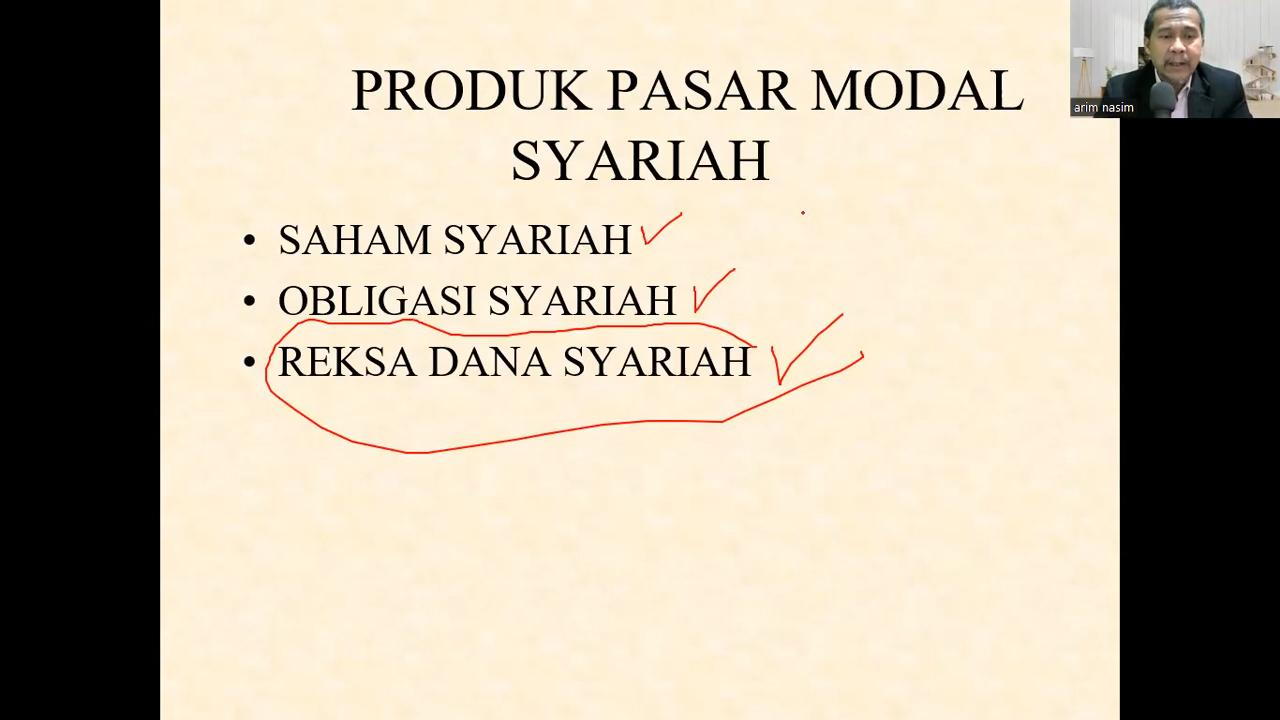 PRODUK PASAR MODAL
SYARIAH
• SAHAM SYARIAH
• OBLIGASI SYARIAH
• REKSA DANA SYARIAH
arim nasim